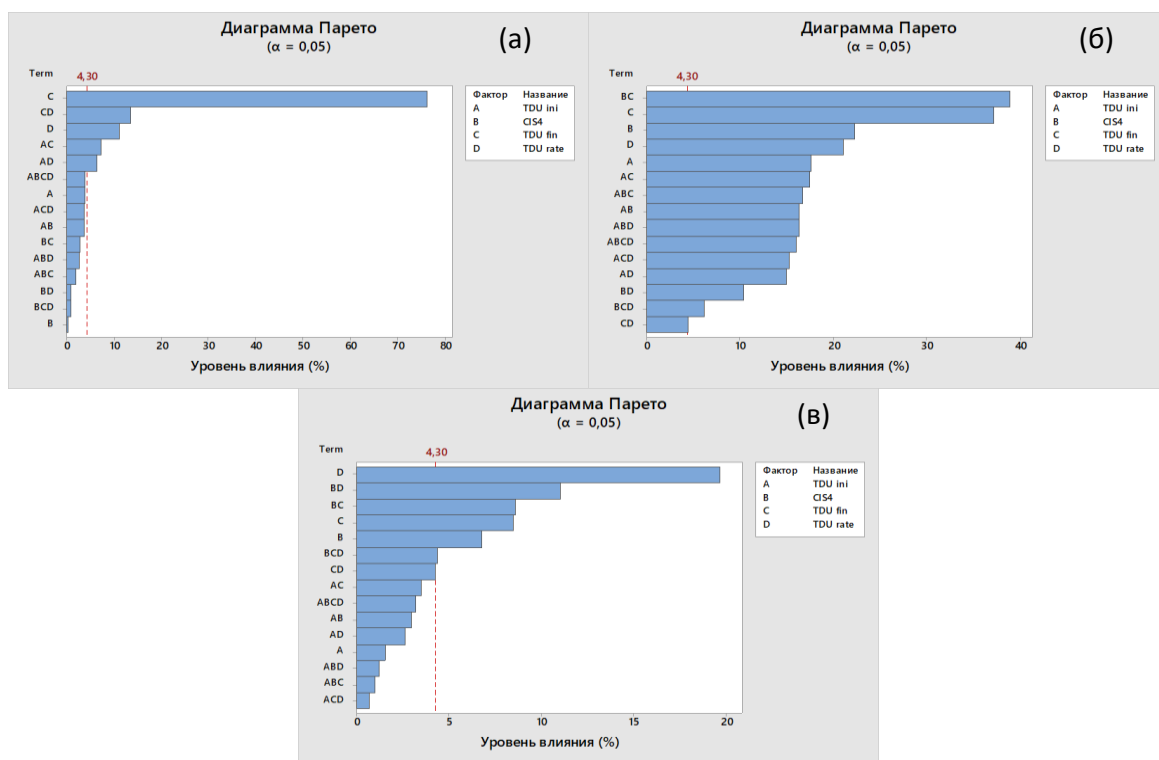 Диаграмма Парето
(α = 0,05)
(а)
Term
4,30
C
CD
D
AC
AD
ABCD
A
ACD
AB
BC
ABD
ABC
BD
BCD
B
0 10 20 30 40 50 60 70 80
Уровень влияния (%)
Фактор Название
A TDU ini
B CIS4
C TDU fin
D TDU rate
Диаграмма Парето
(α = 0,05)
(б)
Term
4,30
BC
C
B
D
A
AC
ABC
AB
ABD
ABCD
ACD
AD
BD
BCD
CD
0 10 20 30 40
Уровень влияния (%)
Фактор Название
A TDU ini
B CIS4
C TDU fin
D TDU rate
Диаграмма Парето
(α = 0,05)
(в)
Term
4,30
D
BD
BC
C
B
BCD
CD
AC
ABCD
AB
AD
A
ABD
ABC
ACD
0 5 10 15 20
Уровень влияния (%)
Фактор Название
A TDU ini
B CIS4
C TDU fin
D TDU rate